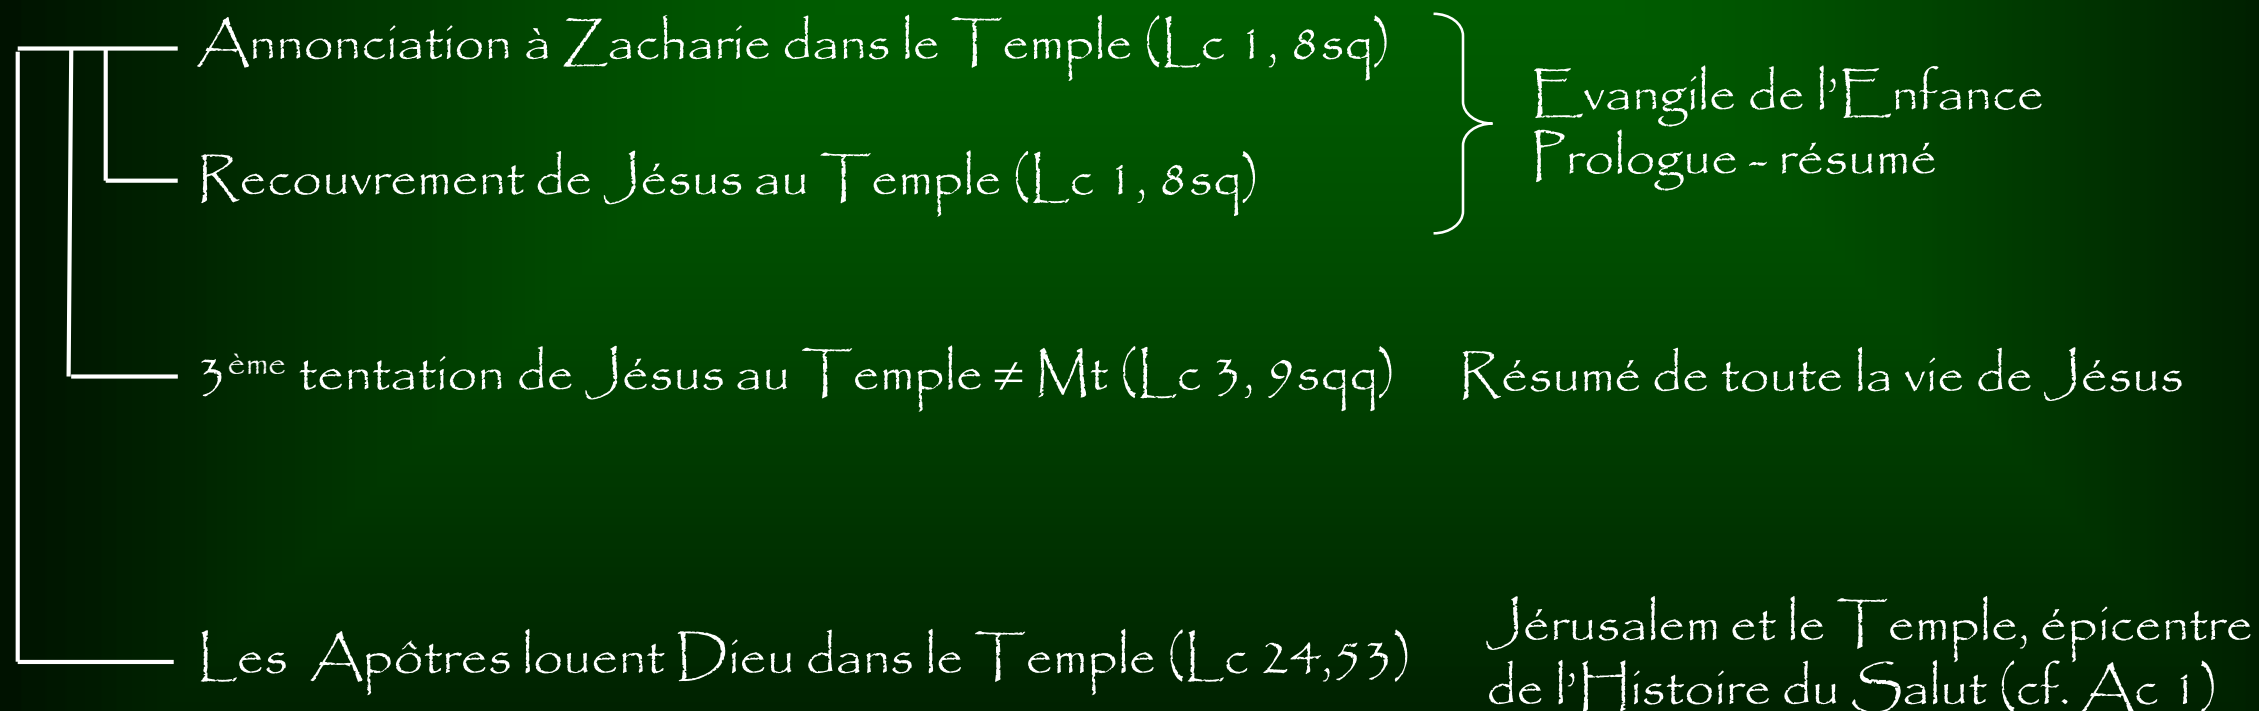 Annonciation à Zacharie dans le Temple (Lc 1, 8sq)
Evangile de l'Enfance
Prologue - résumé
Recouvrement de Jésus au Temple (Lc 1, 8sq)
3ème tentation de Jésus au Temple ≠ Mt (Lc 3, 9sqq)
Résumé de toute la vie de Jésus
Les Apôtres louent Dieu dans le Temple (Lc 24,53)
Jérusalem et le Temple, épicentre
de l'Histoire du Salut (cf. Ac 1)